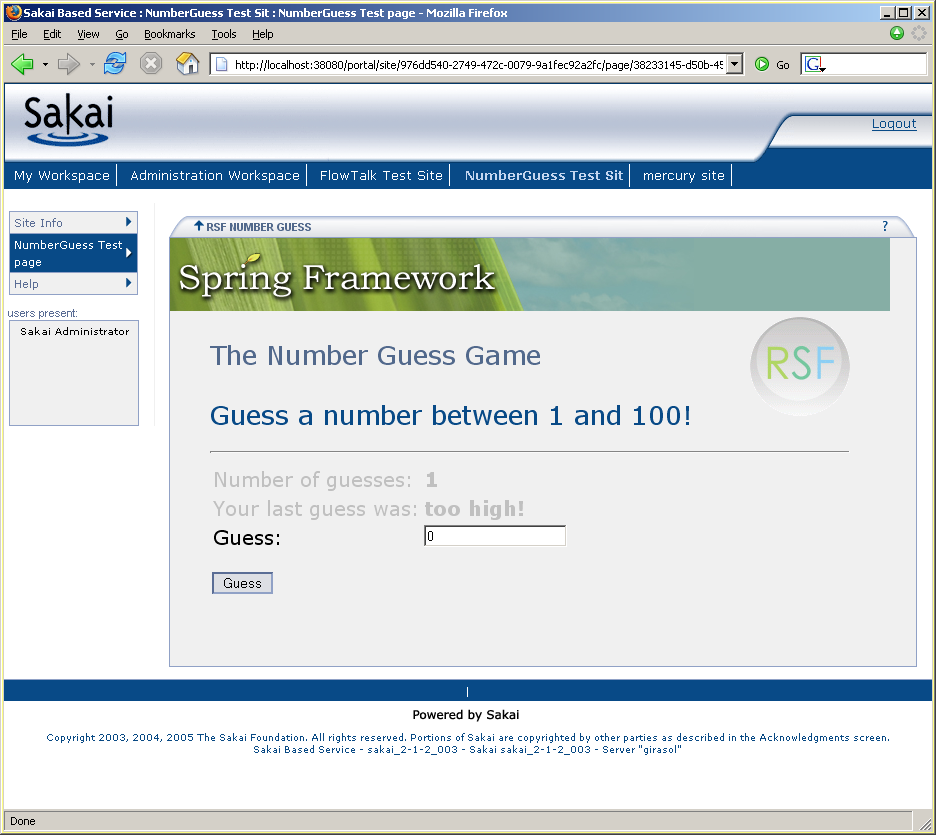 Sakai Based Service : NumberGuess Test Sit : NumberGuess Test page - Mozilla Firefox
File Edit View Go Bookmarks Tools Help
http://localhost:38080/portal/site/976dd540-2749-472c-0079-9a1fec92a2fc/page/38233145-d50b-45 Go G
Sakai
Logout
My Workspace Administration Workspace FlowTalk Test Site NumberGuess Test Sit mercury site
Site Info
NumberGuess Test
page
Help
users present:
Sakai Administrator
RSF NUMBER GUESS ?
Spring Framework
The Number Guess Game
RSF
Guess a number between 1 and 100!
Number of guesses: 1
Your last guess was: too high!
Guess: 0
Guess
|
Powered by Sakai
Copyright 2003, 2004, 2005 The Sakai Foundation. All rights reserved. Portions of Sakai are copyrighted by other parties as described in the Acknowledgments screen.
Sakai Based Service - sakai_2-1-2_003 - Sakai sakai_2-1-2_003 - Server "girasol"
Done